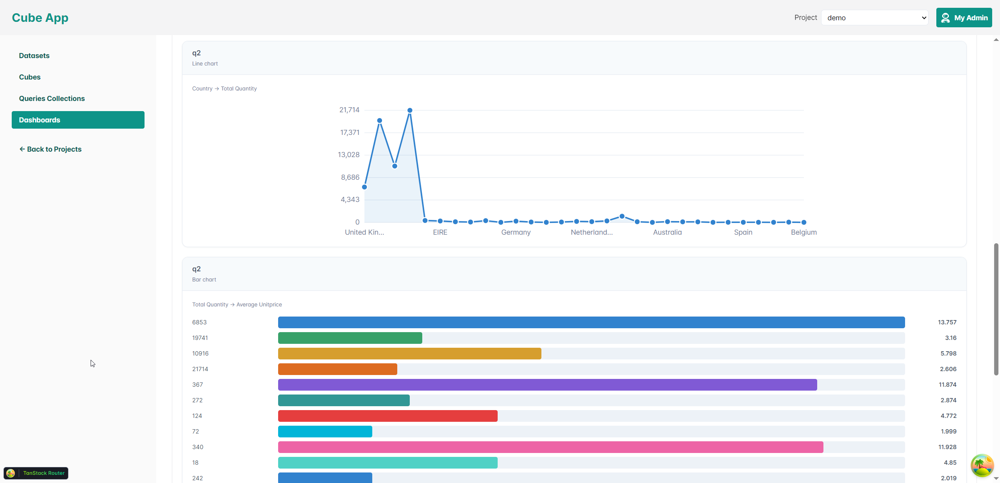 Cube App
Project
demo
My Admin
Datasets
Cubes
Queries Collections
Dashboards
← Back to Projects
q2
Line chart
Country → Total Quantity
21,714
17,371
13,028
8,686
4,343
0
United Kin... EIRE Germany Netherland... Australia Spain Belgium
q2
Bar chart
Total Quantity → Average Unitprice
6853 13.757
19741 3.16
10916 5.798
21714 2.606
367 11.874
272 2.874
124 4.772
72 1.999
340 11.928
18 4.85
242 2.019
TanStack Router